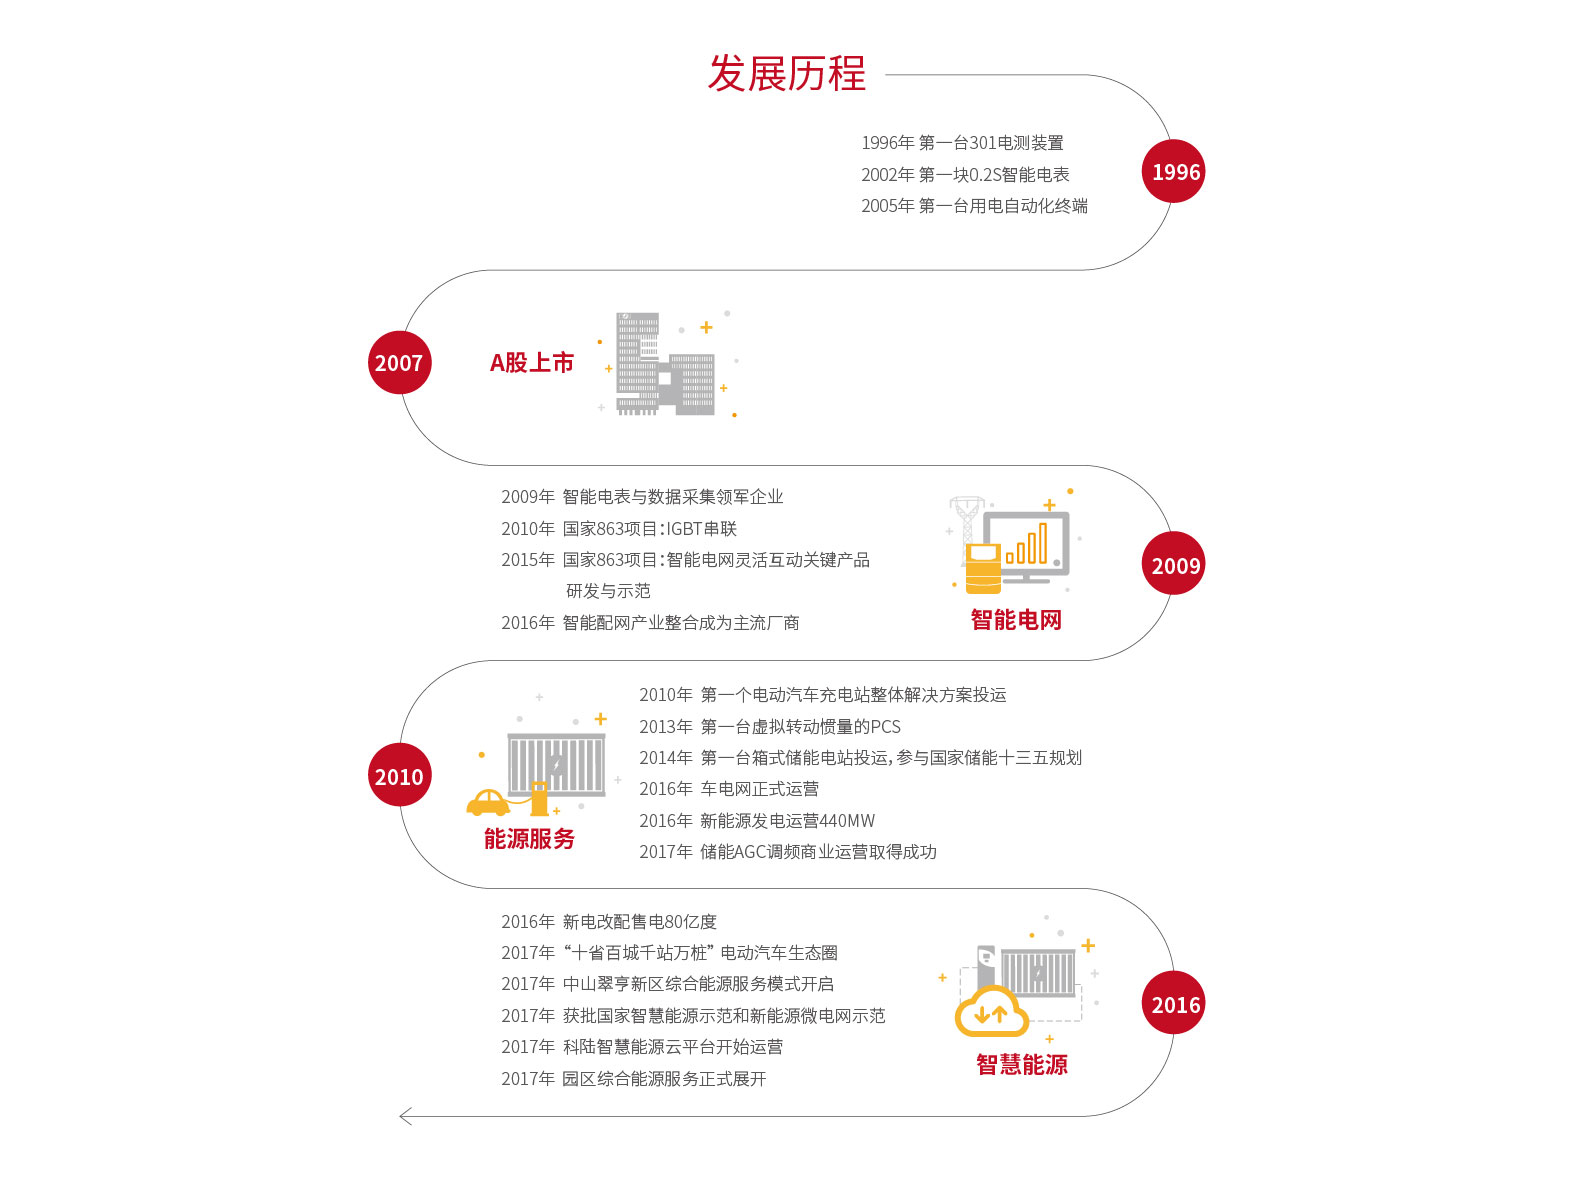 发展历程
1996年 第一台301电测装置
2002年 第一块0.2S智能电表
2005年 第一台用电自动化终端
1996
2007
A股上市
2009年 智能电表与数据采集领军企业
2010年 国家863项目：IGBT串联
2015年 国家863项目：智能电网灵活互动关键产品
研发与示范
2016年 智能配网产业整合成为主流厂商
2009
智能电网
2010年 第一个电动汽车充电站整体解决方案投运
2013年 第一台虚拟转动惯量的PCS
2014年 第一台箱式储能电站投运，参与国家储能十三五规划
2016年 车电网正式运营
2016年 新能源发电运营440MW
2017年 储能AGC调频商业运营取得成功
2010
能源服务
2016年 新电改配售电80亿度
2017年 “十省百城千站万桩” 电动汽车生态圈
2017年 中山翠亨新区综合能源服务模式开启
2017年 获批国家智慧能源示范和新能源微电网示范
2017年 科陆智慧能源云平台开始运营
2017年 园区综合能源服务正式展开
2016
智慧能源